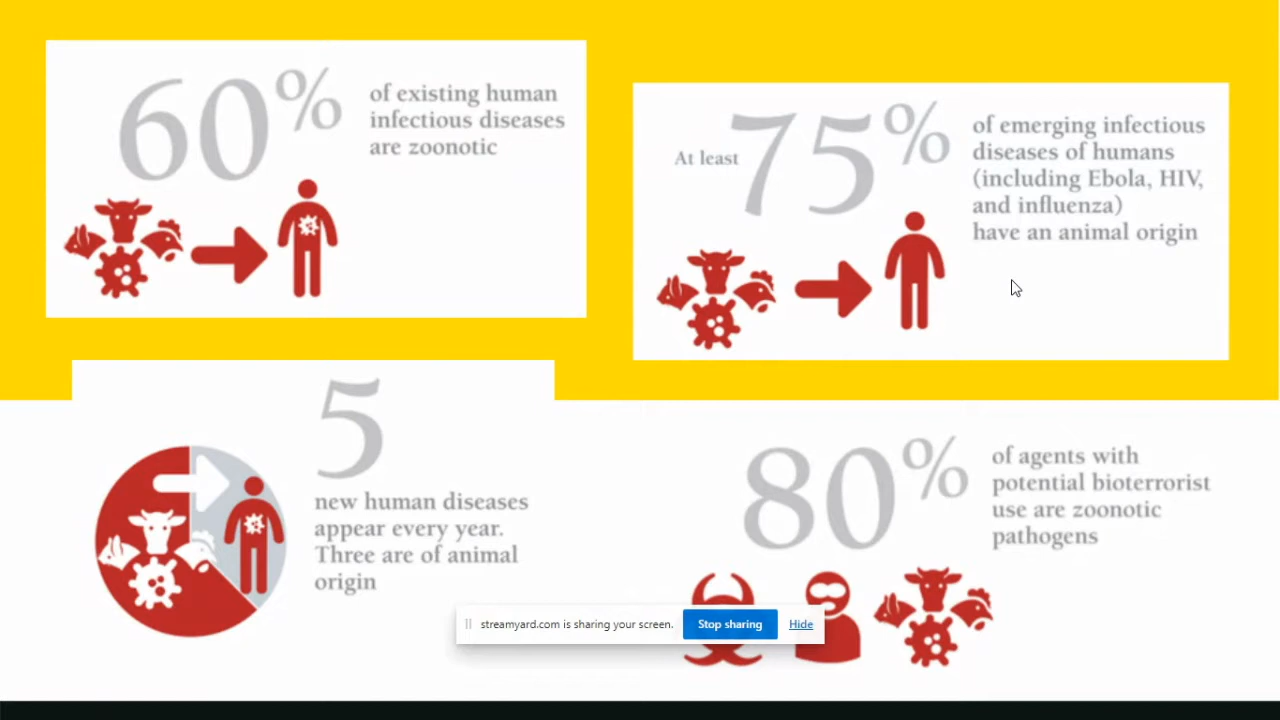 60%
of existing human
infectious diseases
are zoonotic
At least 75%
of emerging infectious
diseases of humans
(including Ebola, HIV,
and influenza)
have an animal origin
5
new human diseases
appear every year.
Three are of animal
origin
80%
of agents with
potential bioterrorist
use are zoonotic
pathogens
streamyard.com is sharing your screen. Stop sharing Hide